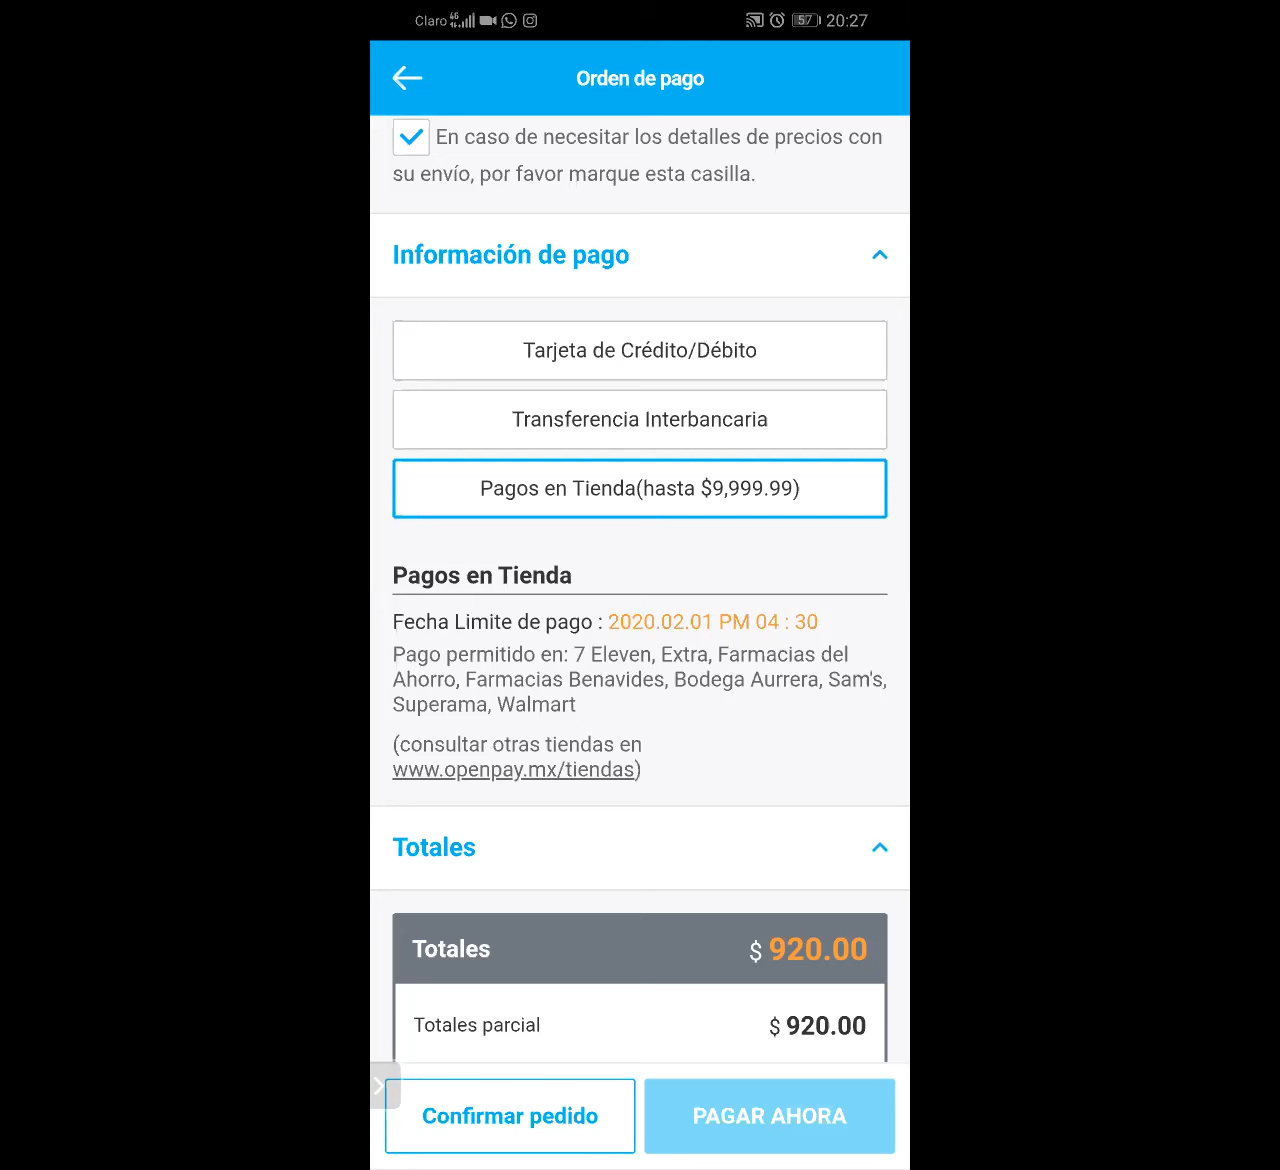 Claro 4G 57 20:27
Orden de pago
En caso de necesitar los detalles de precios con
su envío, por favor marque esta casilla.
Información de pago
Tarjeta de Crédito/Débito
Transferencia Interbancaria
Pagos en Tienda(hasta $9,999.99)
Pagos en Tienda
Fecha Limite de pago : 2020.02.01 PM 04 : 30
Pago permitido en: 7 Eleven, Extra, Farmacias del
Ahorro, Farmacias Benavides, Bodega Aurrera, Sam's,
Superama, Walmart
(consultar otras tiendas en
www.openpay.mx/tiendas)
Totales
Totales $ 920.00
Totales parcial $ 920.00
Confirmar pedido PAGAR AHORA